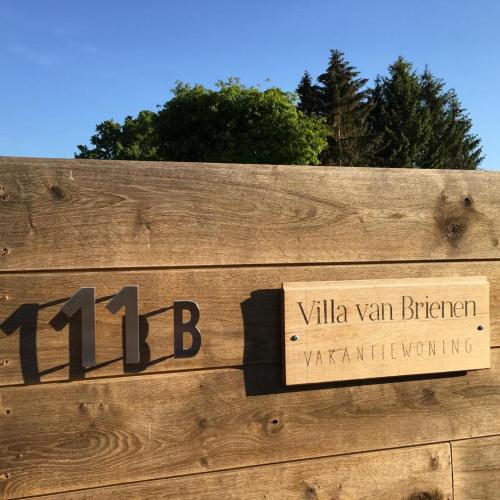 11 B
Villa van Brienen
VAKANTIEWONING